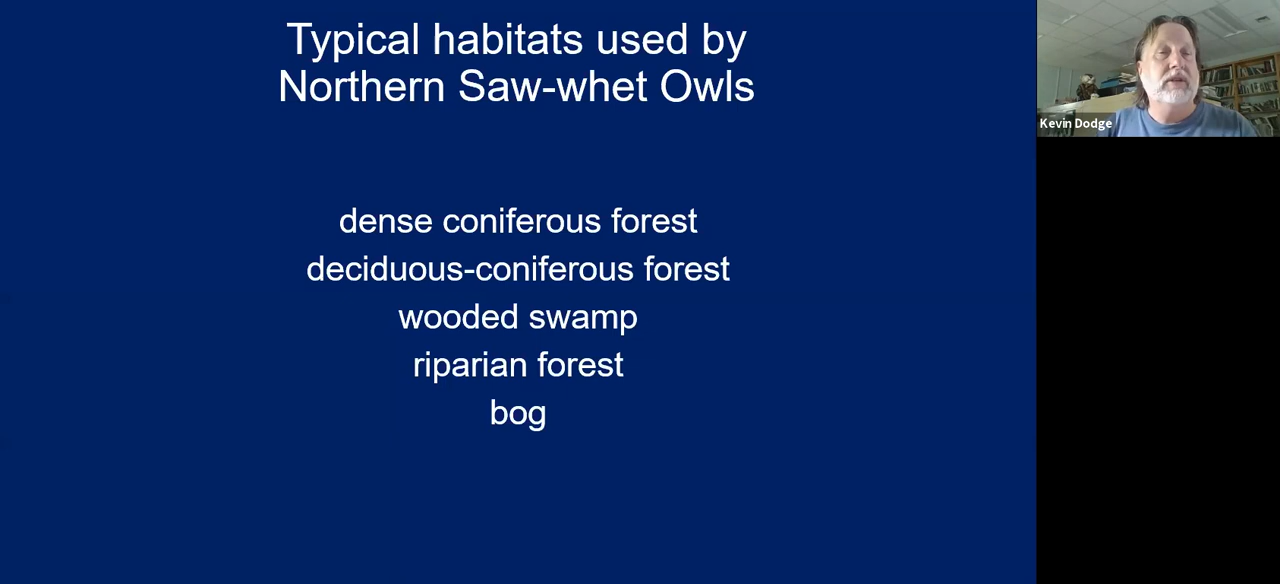 Typical habitats used by
Northern Saw-whet Owls
dense coniferous forest
deciduous-coniferous forest
wooded swamp
riparian forest
bog
Kevin Dodge